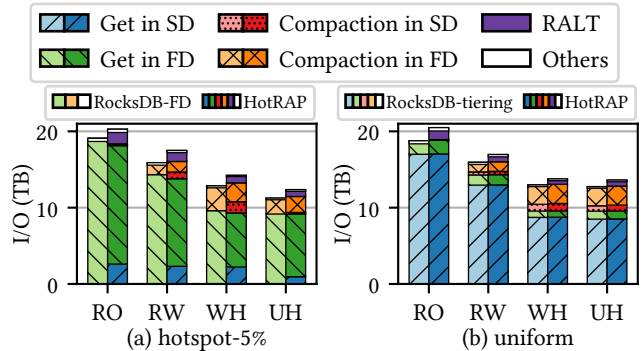 Get in SD Compaction in SD RALT
Get in FD Compaction in FD Others
RocksDB-FD HotRAP RocksDB-tiering HotRAP
20 20
I/O (TB) I/O (TB)
10 10
0 0
RO RW WH UH RO RW WH UH
(a) hotspot-5% (b) uniform